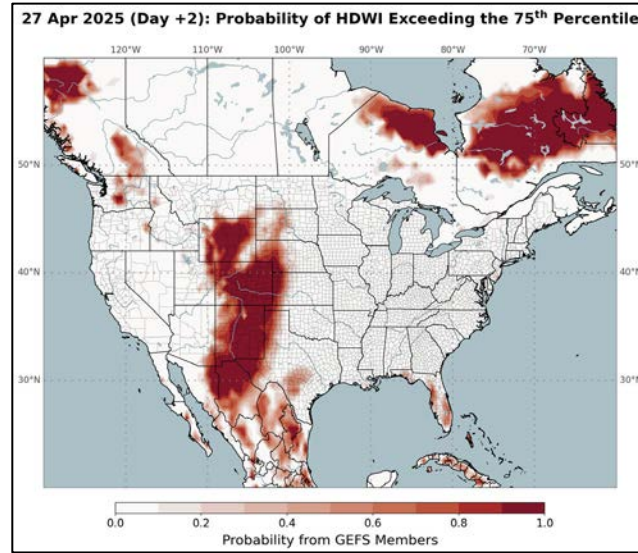 27 Apr 2025 (Day +2): Probability of HDWI Exceeding the 75th Percentile
120°W 110°W 100°W 90°W 80°W 70°W
50°N 50°N
40°N 40°N
30°N 30°N
0.0 0.2 0.4 0.6 0.8 1.0
Probability from GEFS Members